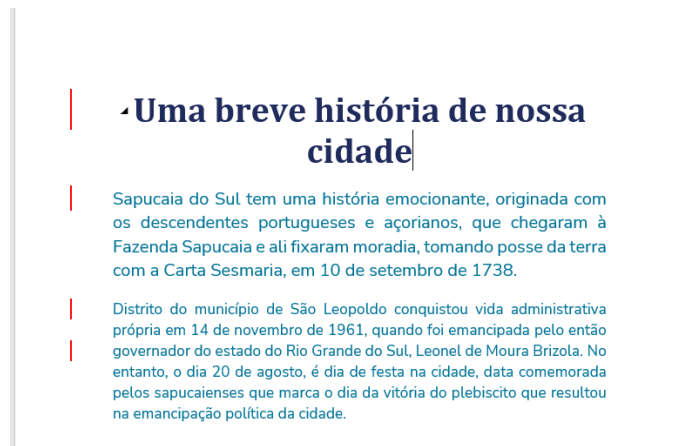 Uma breve história de nossa
cidade
Sapucaia do Sul tem uma história emocionante, originada com
os descendentes portugueses e açorianos, que chegaram à
Fazenda Sapucaia e ali fixaram moradia, tomando posse da terra
com a Carta Sesmaria, em 10 de setembro de 1738.
Distrito do município de São Leopoldo conquistou vida administrativa
própria em 14 de novembro de 1961, quando foi emancipada pelo então
governador do estado do Rio Grande do Sul, Leonel de Moura Brizola. No
entanto, o dia 20 de agosto, é dia de festa na cidade, data comemorada
pelos sapucaienses que marca o dia da vitória do plebiscito que resultou
na emancipação política da cidade.